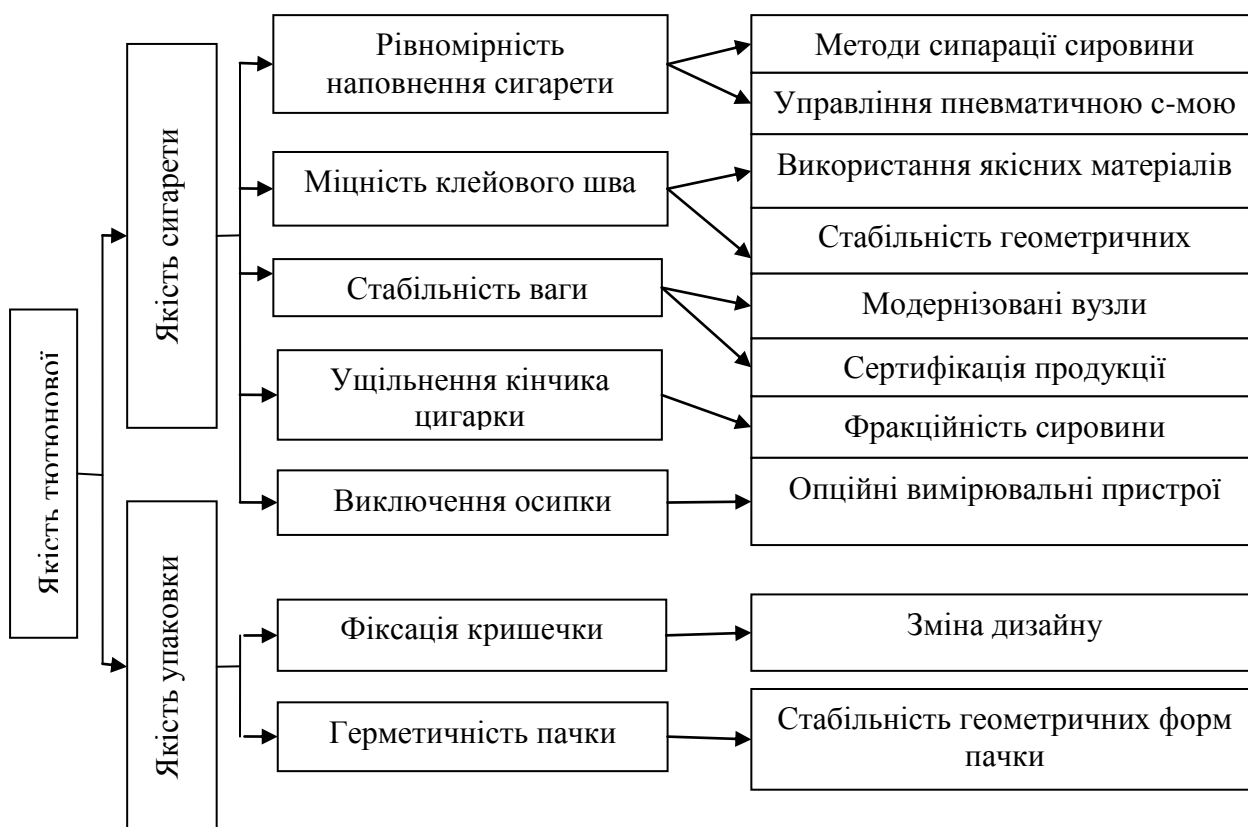 Якість тютюнової
Якість сигарети
Якість упаковки
Рівномірність
наповнення сигарети
Міцність клейового шва
Стабільність ваги
Ущільнення кінчика
цигарки
Виключення осипки
Фіксація кришечки
Герметичність пачки
Методи сипарації сировини
Управління пневматичною с-мою
Використання якісних матеріалів
Стабільність геометричних
Модернізовані вузли
Сертифікація продукції
Фракційність сировини
Опційні вимірювальні пристрої
Зміна дизайну
Стабільність геометричних форм
пачки